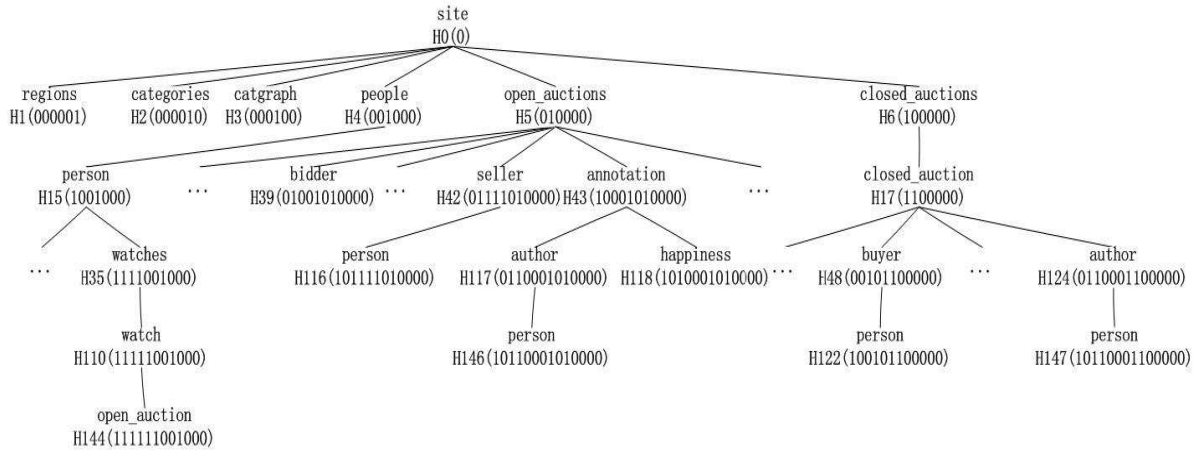 site
H0(0)
regions categories catgraph people open_auctions closed_auctions
H1(000001) H2(000010) H3(000100) H4(001000) H5(010000) H6(100000)
person ... bidder ... seller annotation ... closed_auction
H15(1001000) H39(01001010000) H42(01111010000) H43(10001010000) H17(1100000)
... watches person author happiness ... buyer ... author
H35(1111001000) H116(101111010000) H117(0110001010000) H118(1010001010000) H48(00101100000) H124(0110001100000)
watch person person person
H110(11111001000) H146(10110001010000) H122(100101100000) H147(10110001100000)
open_auction
H144(111111001000)